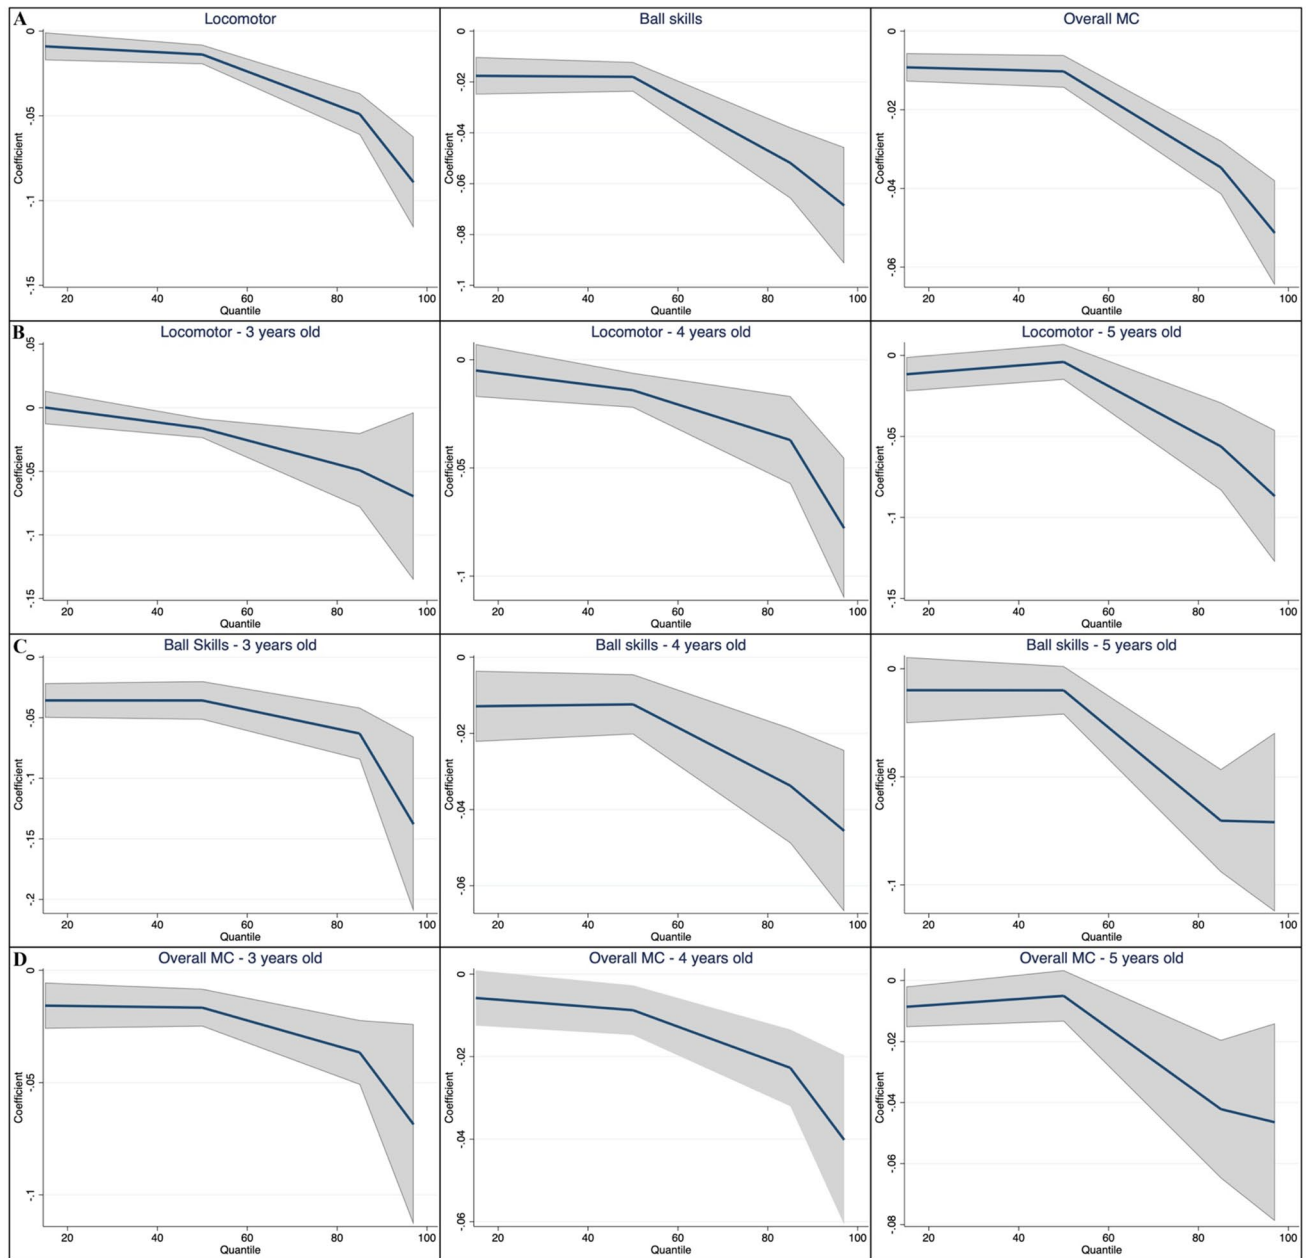 A
Locomotor
Ball skills
Overall MC
Coefficient
0
-.05
-.1
-.15
20 40 60 80 100
Quantile
Coefficient
0
-.02
-.04
-.06
-.08
-.1
20 40 60 80 100
Quantile
Coefficient
0
-.02
-.04
-.06
20 40 60 80 100
Quantile
B
Locomotor - 3 years old
Locomotor - 4 years old
Locomotor - 5 years old
Coefficient
.05
0
-.05
-.1
-.15
20 40 60 80 100
Quantile
Coefficient
0
-.05
-.1
20 40 60 80 100
Quantile
Coefficient
0
-.05
-.1
-.15
20 40 60 80 100
Quantile
C
Ball Skills - 3 years old
Ball skills - 4 years old
Ball skills - 5 years old
Coefficient
0
-.05
-.1
-.15
-.2
20 40 60 80 100
Quantile
Coefficient
0
-.02
-.04
-.06
20 40 60 80 100
Quantile
Coefficient
0
-.05
-.1
20 40 60 80 100
Quantile
D
Overall MC - 3 years old
Overall MC - 4 years old
Overall MC - 5 years old
Coefficient
0
-.05
-.1
20 40 60 80 100
Quantile
Coefficient
0
-.02
-.04
-.06
20 40 60 80 100
Quantile
Coefficient
0
-.02
-.04
-.06
-.08
20 40 60 80 100
Quantile